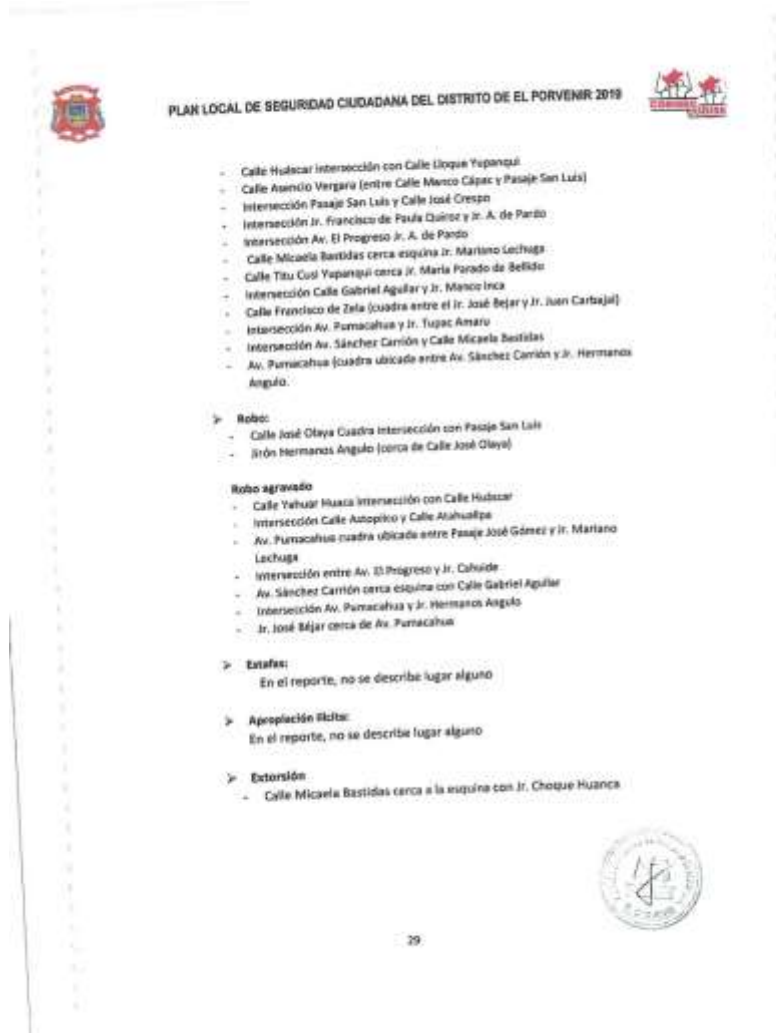 PLAN LOCAL DE SEGURIDAD CIUDADANA DEL DISTRITO DE EL PORVENIR 2019
- Calle Huáscar intersección con Calle Lloque Yupanqui
- Calle Asencio Vergara (entre Calle Manco Cápac y Pasaje San Luis)
- Intersección Pasaje San Luis y Calle José Crespo
- Intersección Jr. Francisco de Paula Quiroz y Jr. A. de Pardo
- Intersección Av. El Progreso Jr. A. de Pardo
- Calle Micaela Bastidas cerca esquina Jr. Mariano Lechuga
- Calle Titu Cusi Yupanqui cerca Jr. María Parado de Bellido
- Intersección Calle Gabriel Aguilar y Jr. Manco Inca
- Calle Francisco de Zela (cuadra entre el Jr. José Bejar y Jr. Juan Carbajal)
- Intersección Av. Pumacahua y Jr. Tupac Amaru
- Intersección Av. Sánchez Carrión y Calle Micaela Bastidas
- Av. Pumacahua (cuadra ubicada entre Av. Sánchez Carrión y Jr. Hermanos
Angulo.
➢ Robo:
- Calle José Olaya Cuadra intersección con Pasaje San Luis
- Jirón Hermanos Angulo (cerca de Calle José Olaya)
Robo agravado
- Calle Yahuar Huaca intersección con Calle Huáscar
- Intersección Calle Astopilco y Calle Atahuallpa
- Av. Pumacahua cuadra ubicada entre Pasaje José Gómez y Jr. Mariano
Lechuga
- Intersección entre Av. El Progreso y Jr. Cahuide
- Av. Sánchez Carrión cerca esquina con Calle Gabriel Aguilar
- Intersección Av. Pumacahua y Jr. Hermanos Angulo
- Jr. José Béjar cerca de Av. Pumacahua
➢ Estafas:
En el reporte, no se describe lugar alguno
➢ Apropiación ilícita:
En el reporte, no se describe lugar alguno
➢ Extorsión
- Calle Micaela Bastidas cerca a la esquina con Jr. Choque Huanca
29